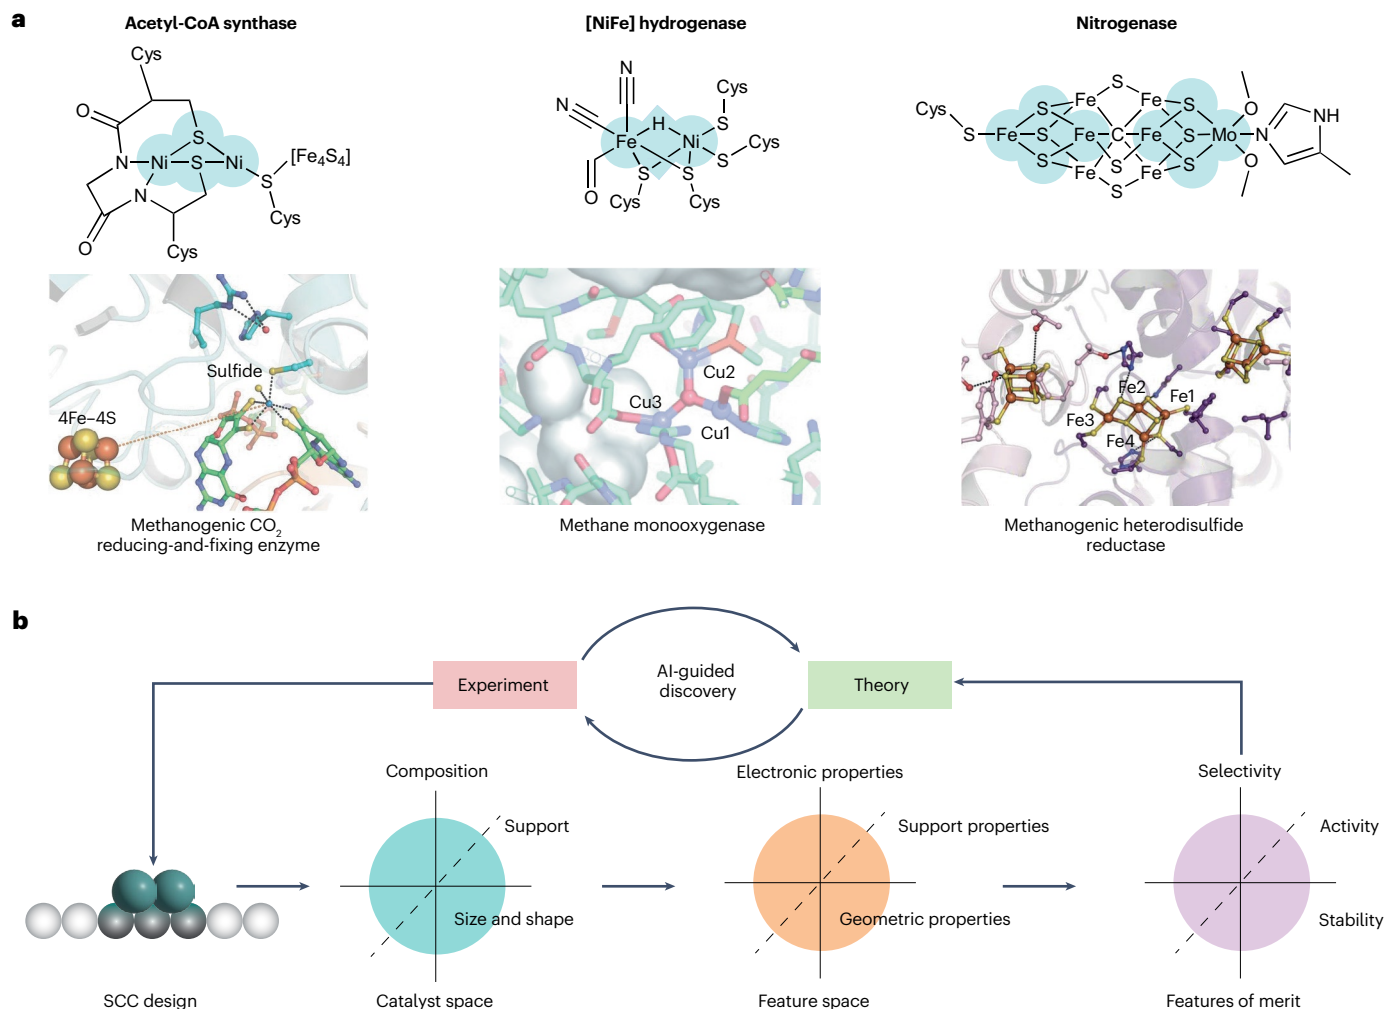 a
Acetyl-CoA synthase
[NiFe] hydrogenase
Nitrogenase
Cys
O
S
N
Ni
S
Ni
[Fe4S4]
N
S
Cys
O
Cys
N
N
H
S
Cys
Fe
Ni
S
Cys
O
S
S
Cys
Cys
S
Cys
Fe
Fe
S
S
O
NH
S
Fe
S
Fe
C
Fe
S
Mo
N
S
S
S
O
Fe
Fe
S
Sulfide
4Fe–4S
Cu2
Cu3
Cu1
Fe2
Fe1
Fe3
Fe4
Methanogenic CO2
reducing-and-fixing enzyme
Methane monooxygenase
Methanogenic heterodisulfide
reductase
b
Experiment
AI-guided
discovery
Theory
Composition
Support
Size and shape
Electronic properties
Support properties
Geometric properties
Selectivity
Activity
Stability
SCC design
Catalyst space
Feature space
Features of merit